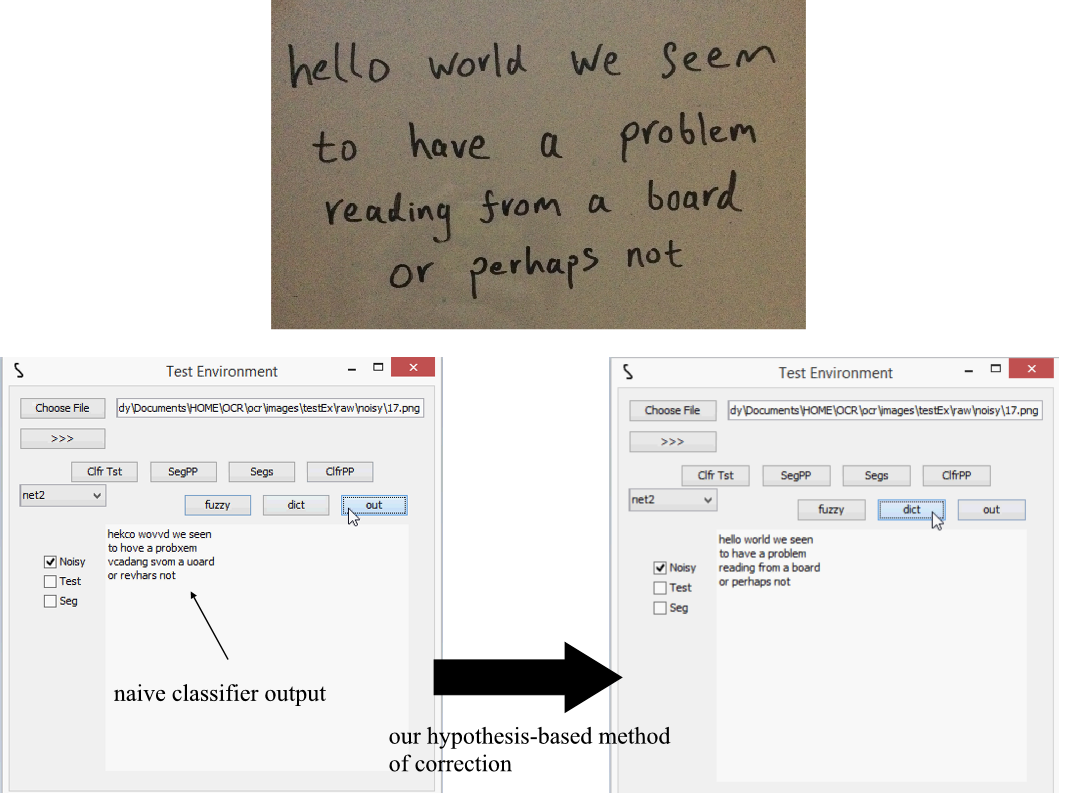 hello world we seem
to have a problem
reading from a board
or perhaps not
Test Environment
Choose File
dy\Documents\HOME\OCR\ocr\images\testEx\raw\noisy\17.png
>>>
Clfr Tst SegPP Segs ClfrPP
net2
fuzzy dict out
hekco wovvd we seen
to hove a probxem
vcadang svom a uoard
or revhars not
Noisy
Test
Seg
naive classifier output
our hypothesis-based method
of correction
Test Environment
Choose File
dy\Documents\HOME\OCR\ocr\images\testEx\raw\noisy\17.png
>>>
Clfr Tst SegPP Segs ClfrPP
net2
fuzzy dict out
hello world we seen
to have a problem
reading from a board
or perhaps not
Noisy
Test
Seg